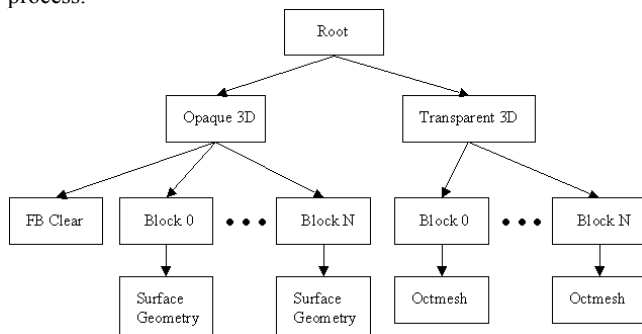 process.
Root
Opaque 3D
Transparent 3D
FB Clear
Block 0
Block N
Block 0
Block N
Surface
Geometry
Surface
Geometry
Octmesh
Octmesh